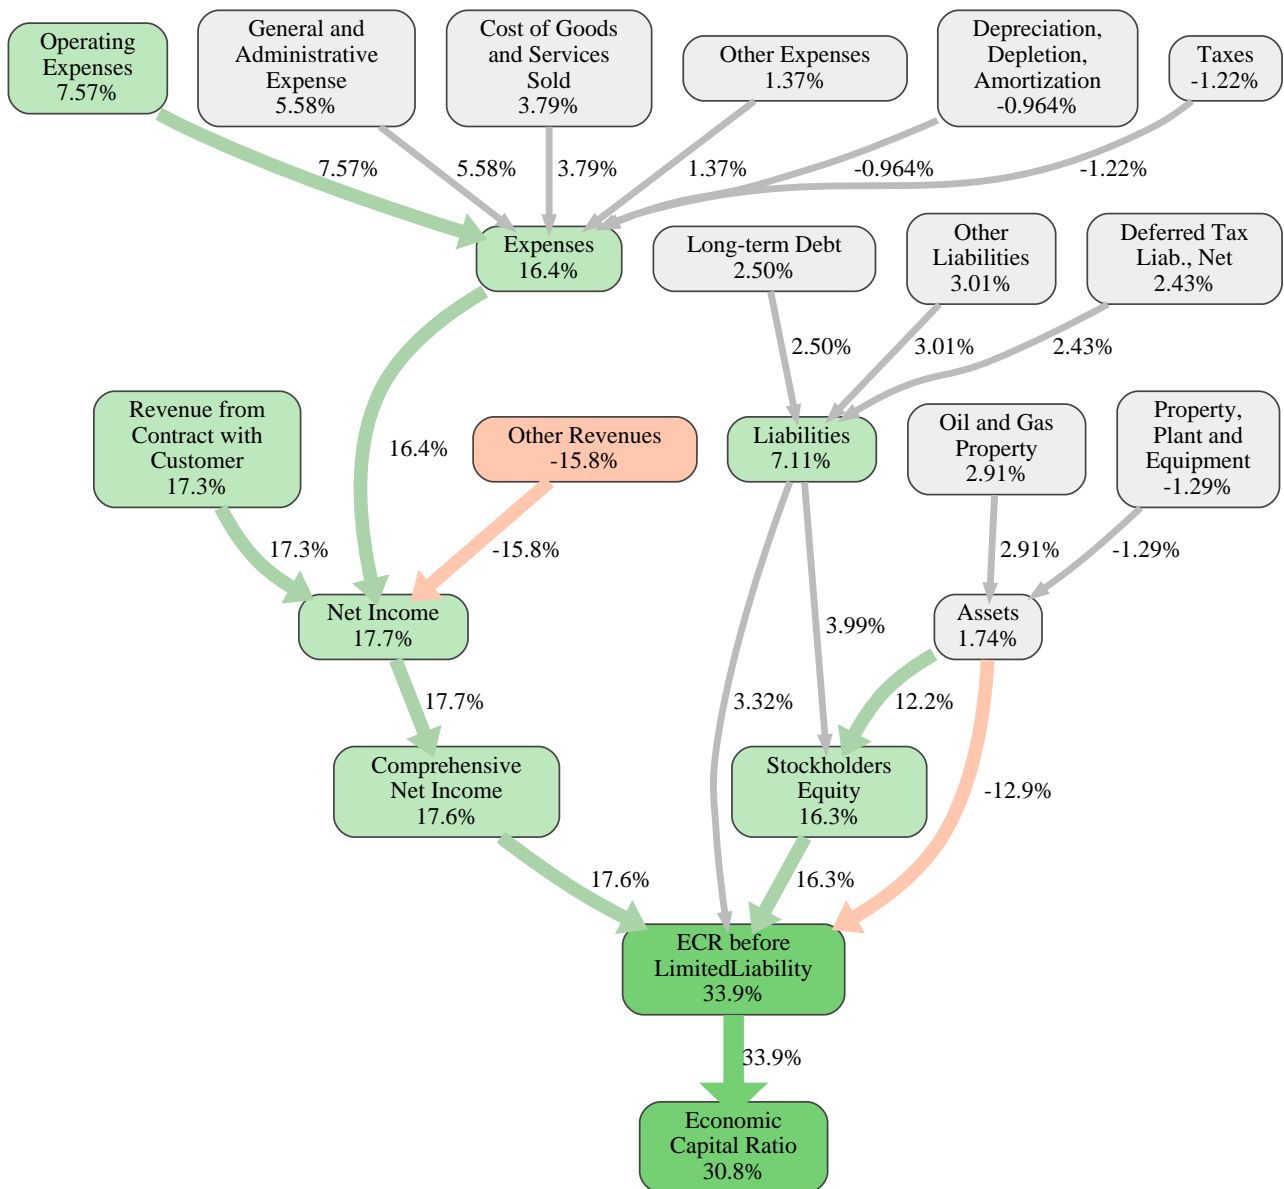 Operating
Expenses
7.57%
General and
Administrative
Expense
5.58%
Cost of Goods
and Services
Sold
3.79%
Other Expenses
1.37%
Depreciation,
Depletion,
Amortization
-0.964%
Taxes
-1.22%
7.57%
5.58%
3.79%
1.37%
-0.964%
-1.22%
Expenses
16.4%
Long-term Debt
2.50%
Other
Liabilities
3.01%
Deferred Tax
Liab., Net
2.43%
2.50%
3.01%
2.43%
Revenue from
Contract with
Customer
17.3%
16.4%
Other Revenues
-15.8%
Liabilities
7.11%
Oil and Gas
Property
2.91%
Property,
Plant and
Equipment
-1.29%
17.3%
-15.8%
2.91%
-1.29%
Net Income
17.7%
3.99%
Assets
1.74%
17.7%
3.32%
12.2%
Comprehensive
Net Income
17.6%
Stockholders
Equity
16.3%
-12.9%
17.6%
16.3%
ECR before
LimitedLiability
33.9%
33.9%
Economic
Capital Ratio
30.8%